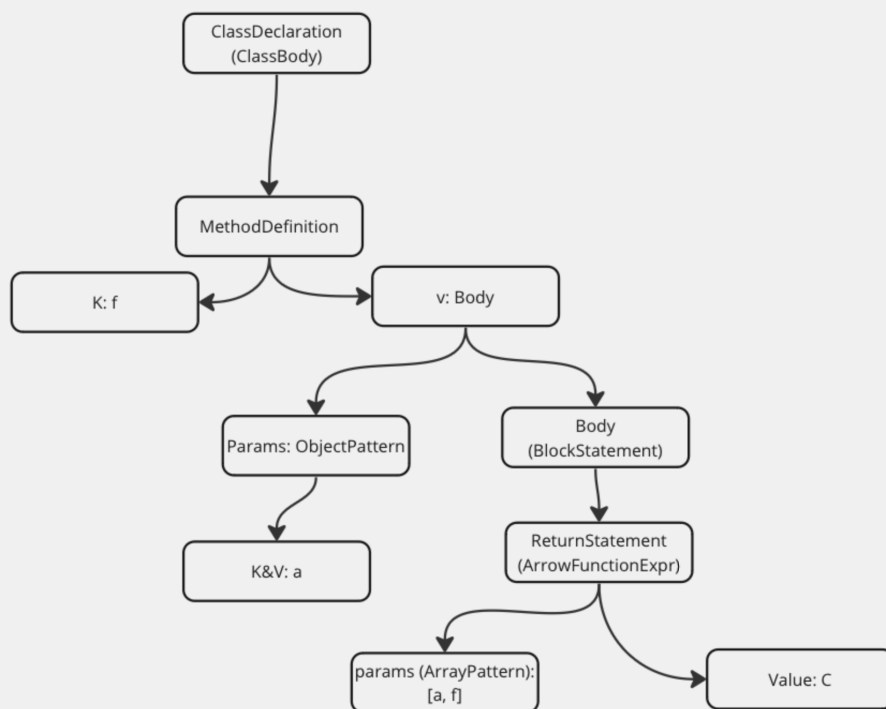 ClassDeclaration
(ClassBody)
MethodDefinition
K: f
v: Body
Params: ObjectPattern
Body
(BlockStatement)
K&V: a
ReturnStatement
(ArrowFunctionExpr)
params (ArrayPattern):
[a, f]
Value: C